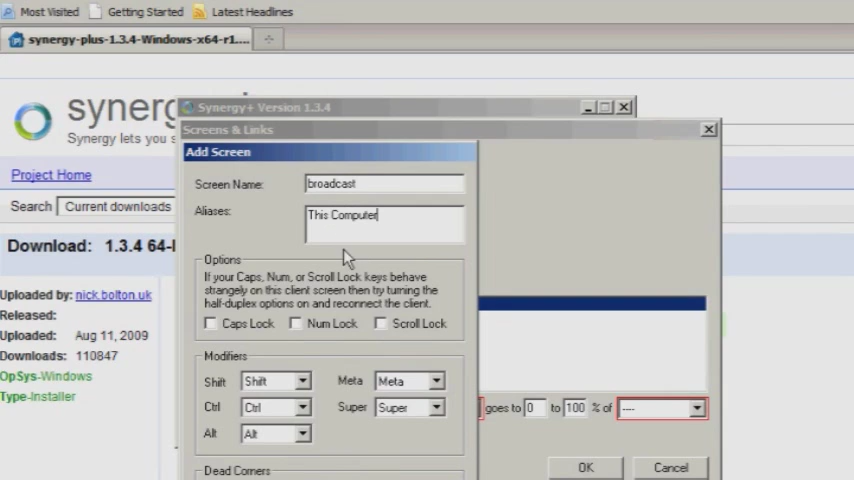 Most Visited Getting Started Latest Headlines
synergy-plus-1.3.4-Windows-x64-r1....
Synergy+ Version 1.3.4
Screens & Links
Synergy lets you s
Add Screen
Project Home
Screen Name: broadcast
Search Current downloads
Aliases: This Computer
Download: 1.3.4 64-
Options
If your Caps, Num, or Scroll Lock keys behave
strangely on this client screen then try turning the
half-duplex options on and reconnect the client.
Uploaded by: nick.bolton.uk
Released:
Caps Lock Num Lock Scroll Lock
Uploaded: Aug 11, 2009
Downloads: 110847
Modifiers
OpSys-Windows
Shift Shift Meta Meta
Type-Installer
Ctrl Ctrl Super Super
goes to 0 to 100 % of ----
Alt Alt
Dead Corners
OK Cancel